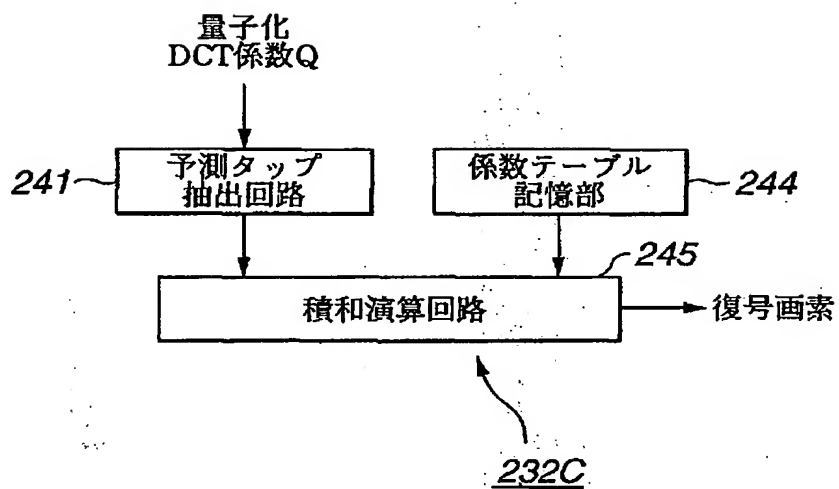 量子化
DCT係数Q
241
予測タップ
抽出回路
係数テーブル
記憶部
244
245
積和演算回路
復号画素
232C